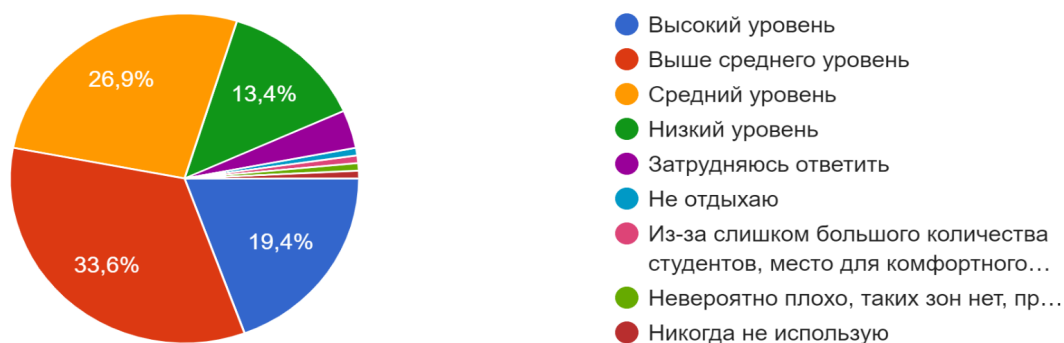 26,9%
13,4%
33,6%
19,4%
Высокий уровень
Выше среднего уровень
Средний уровень
Низкий уровень
Затрудняюсь ответить
Не отдыхаю
Из-за слишком большого количества
студентов, место для комфортного…
Невероятно плохо, таких зон нет, пр…
Никогда не использую